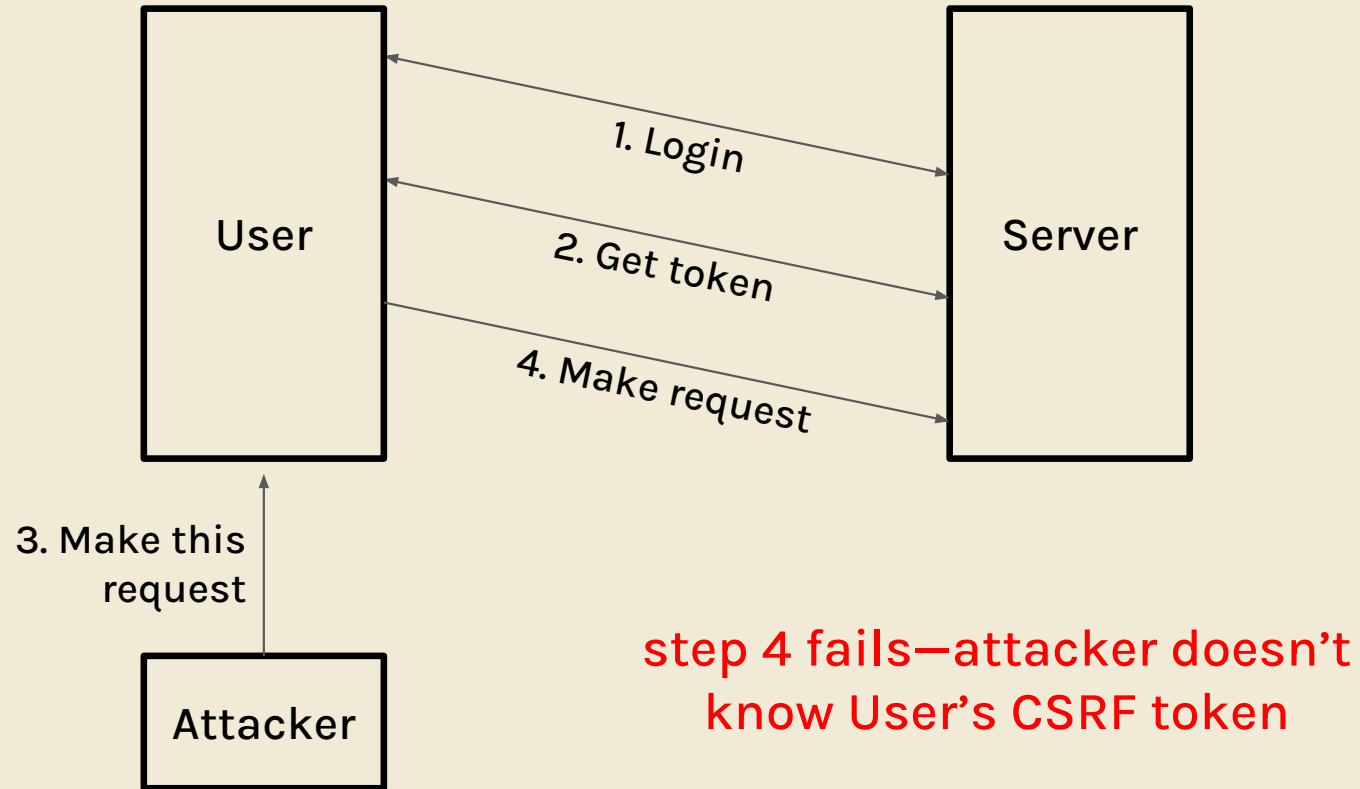 1. Login
User
Server
2. Get token
4. Make request
3. Make this
request
step 4 fails—attacker doesn’t
know User’s CSRF token
Attacker